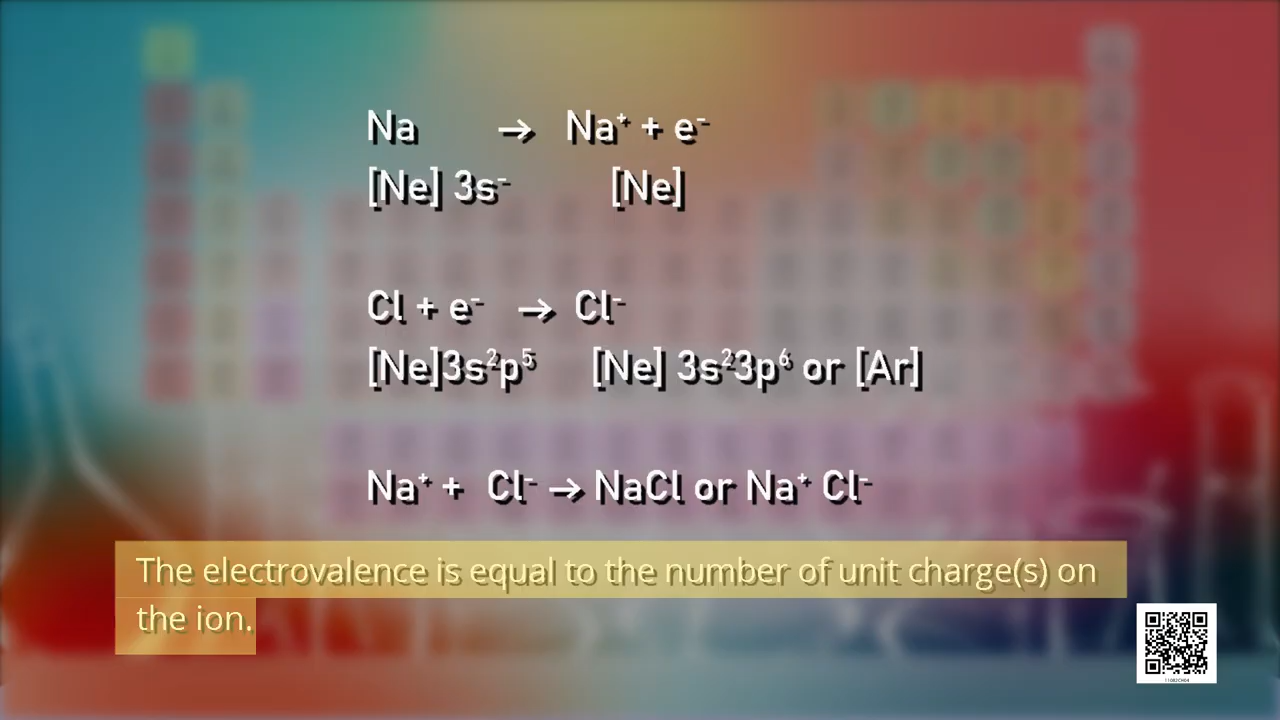 Na → Na⁺ + e⁻
[Ne] 3s⁻ [Ne]
Cl + e⁻ → Cl⁻
[Ne]3s²p⁵ [Ne] 3s²3p⁶ or [Ar]
Na⁺ + Cl⁻ → NaCl or Na⁺ Cl⁻
The electrovalence is equal to the number of unit charge(s) on
the ion.